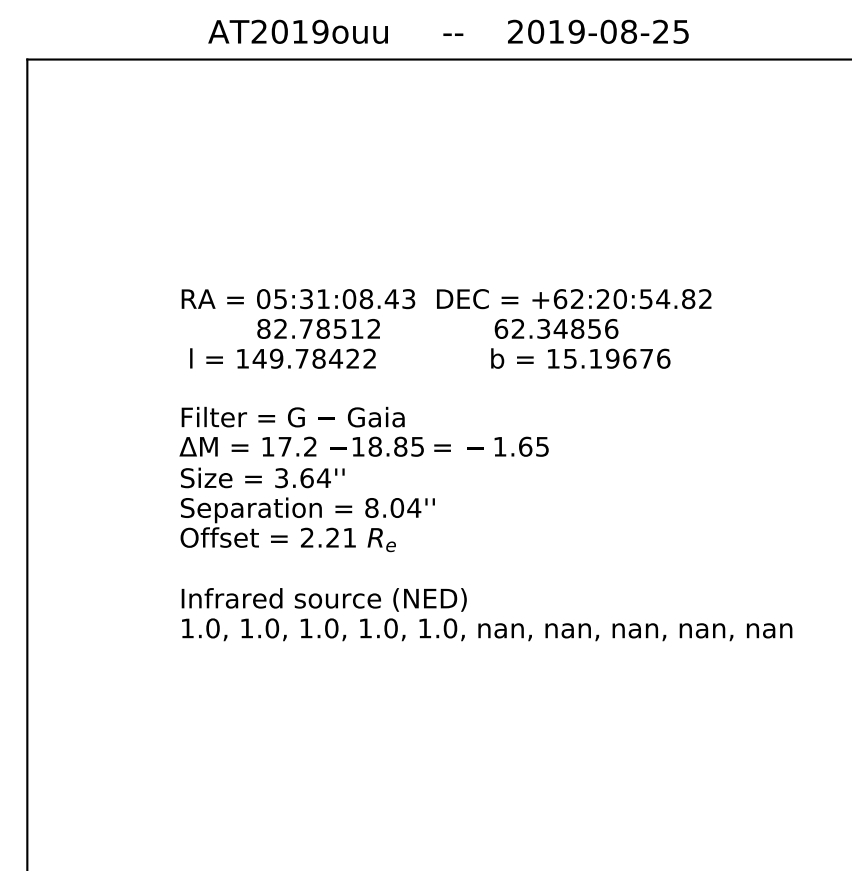 AT2019ouu -- 2019-08-25
RA = 05:31:08.43 DEC = +62:20:54.82
82.78512 62.34856
l = 149.78422 b = 15.19676
Filter = G − Gaia
ΔM = 17.2 −18.85 = − 1.65
Size = 3.64''
Separation = 8.04''
Offset = 2.21 Re
Infrared source (NED)
1.0, 1.0, 1.0, 1.0, 1.0, nan, nan, nan, nan, nan